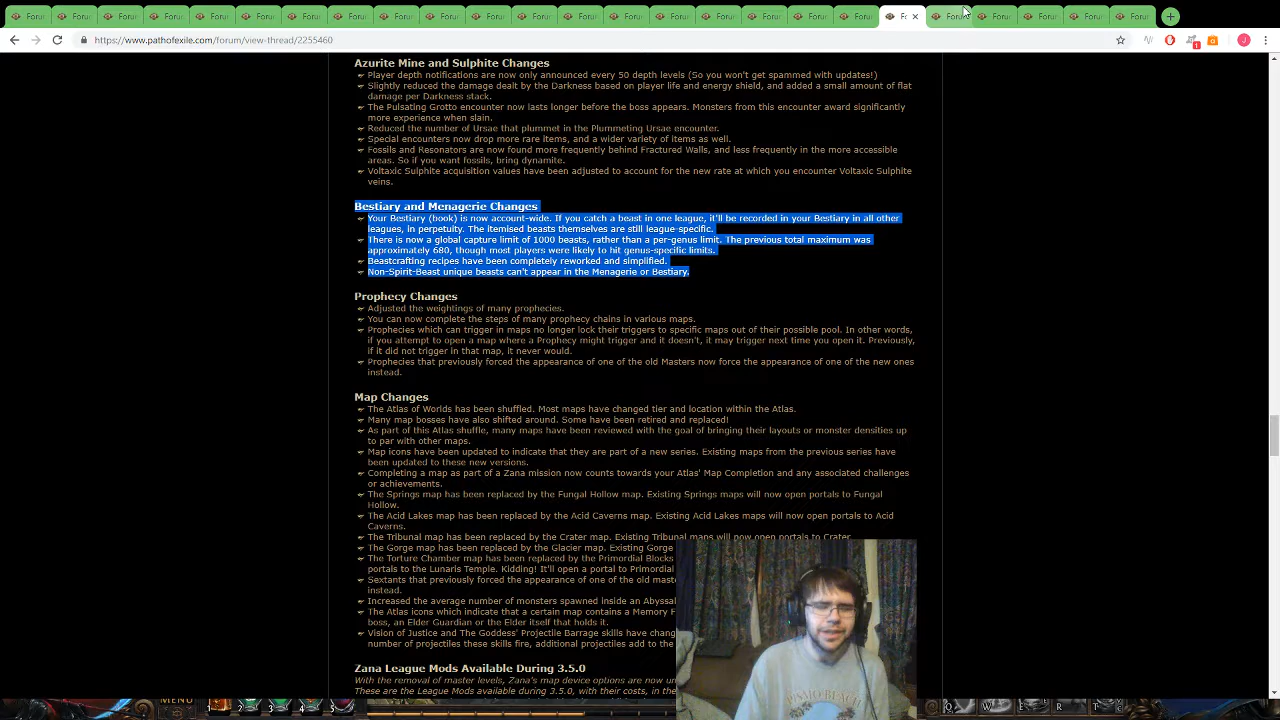 Forum Forum Forum Forum Forum Forum Forum Forum Forum Forum Forum Forum Forum
https://www.pathofexile.com/forum/view-thread/2255460
Azurite Mine and Sulphite Changes
Player depth notifications are now only announced every 50 depth levels (So you won't get spammed with updates!)
Slightly reduced the damage dealt by the Darkness based on player life and energy shield, and added a small amount of flat
damage per Darkness stack.
The Pulsating Grotto encounter now lasts longer before the boss appears. Monsters from this encounter award significantly
more experience when slain.
Reduced the number of Ursae that plummet in the Plummeting Ursae encounter.
Special encounters now drop more rare items, and a wider variety of items as well.
Fossils and Resonators are now found more frequently behind Fractured Walls, and less frequently in the more accessible
areas. So if you want fossils, bring dynamite.
Voltaxic Sulphite acquisition values have been adjusted to account for the new rate at which you encounter Voltaxic Sulphite
veins.
Bestiary and Menagerie Changes
Your Bestiary (book) is now account-wide. If you catch a beast in one league, it'll be recorded in your Bestiary in all other
leagues, in perpetuity. The itemised beasts themselves are still league-specific.
There is now a global capture limit of 1000 beasts, rather than a per-genus limit. The previous total maximum was
approximately 680, though most players were likely to hit genus-specific limits.
Beastcrafting recipes have been completely reworked and simplified.
Non-Spirit-Beast unique beasts can't appear in the Menagerie or Bestiary.
Prophecy Changes
Adjusted the weightings of many prophecies.
You can now complete the steps of many prophecy chains in various maps.
Prophecies which can trigger in maps no longer lock their triggers to specific maps out of their possible pool. In other words,
if you attempt to open a map where a Prophecy might trigger and it doesn't, it may trigger next time you open it. Previously,
if it did not trigger in that map, it never would.
Prophecies that previously forced the appearance of one of the old Masters now force the appearance of one of the new ones
instead.
Map Changes
The Atlas of Worlds has been shuffled. Most maps have changed tier and location within the Atlas.
Many map bosses have also shifted around. Some have been retired and replaced!
As part of this Atlas shuffle, many maps have been reviewed with the goal of bringing their layouts or monster densities up
to par with other maps.
Map icons have been updated to indicate that they are part of a new series. Existing maps from the previous series have
been updated to these new versions.
Completing a map as part of a Zana mission now counts towards your Atlas' Map Completion and any associated challenges
or achievements.
The Springs map has been replaced by the Fungal Hollow map. Existing Springs maps will now open portals to Fungal
Hollow.
The Acid Lakes map has been replaced by the Acid Caverns map. Existing Acid Lakes maps will now open portals to Acid
Caverns.
The Tribunal map has been replaced by the Crater map. Existing Tribunal maps will now open portals to Crater.
The Gorge map has been replaced by the Glacier map. Existing Gorge
The Torture Chamber map has been replaced by the Primordial Blocks
portals to the Lunaris Temple. Kidding! It'll open a portal to Primordial
Sextants that previously forced the appearance of one of the old
instead.
Increased the average number of monsters spawned inside an
The Atlas icons which indicate that a certain map contains a Memory
boss, an Elder Guardian or the Elder itself that holds it.
Vision of Justice and The Goddess' Projectile Barrage skills have
number of projectiles these skills fire, additional projectiles add to the
Zana League Mods Available During 3.5.0
With the removal of master levels, Zana's map device options are now
These are the League Mods available during 3.5.0, with their costs, in
MENU 1 2 3 4 5 Q W E R T